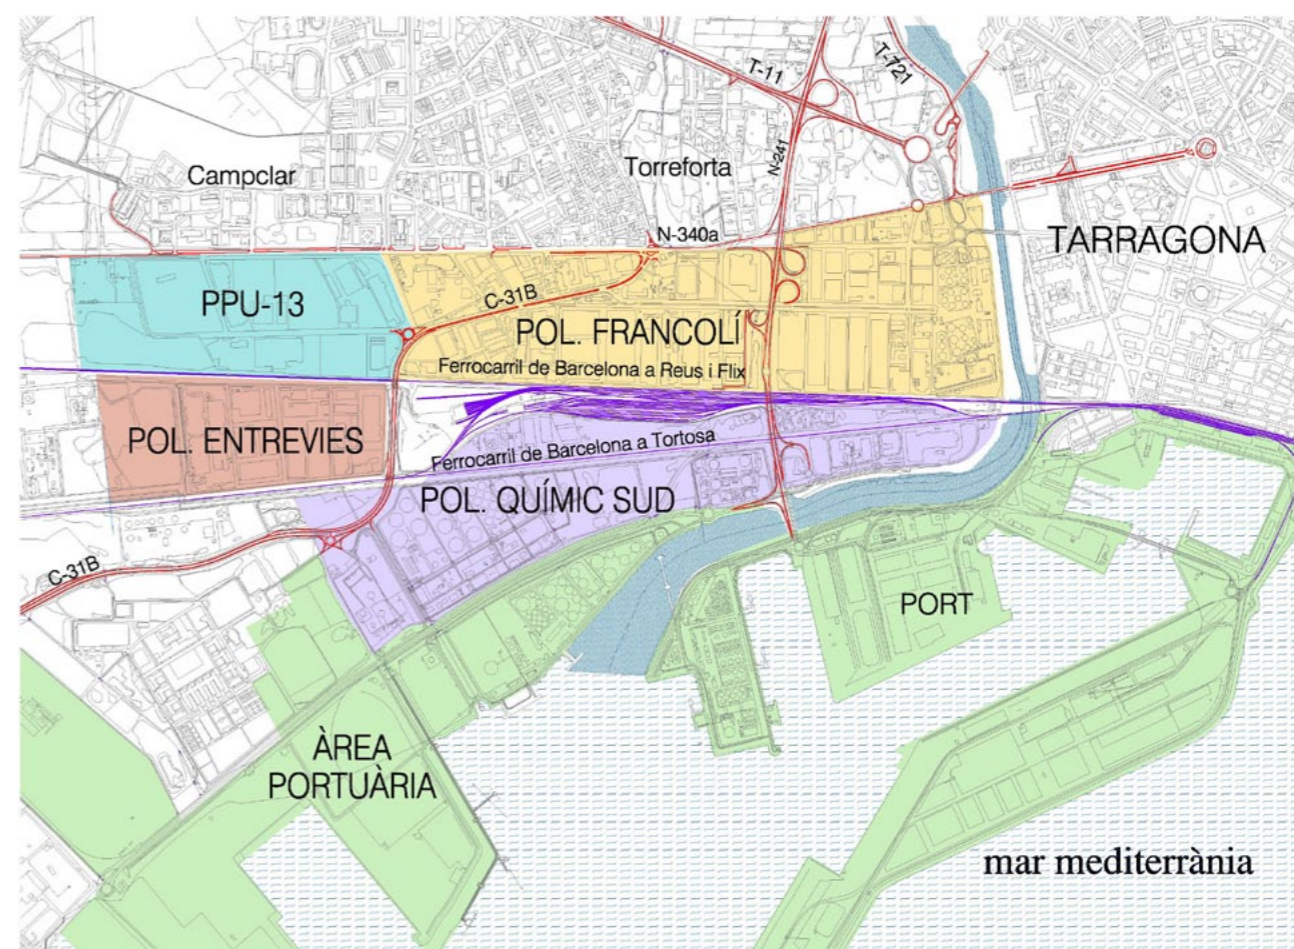 T-11
T-721
N-241
Campclar
Torreforta
N-340a
TARRAGONA
PPU-13
C-31B
POL. FRANCOLÍ
Ferrocarril de Barcelona a Reus i Flix
POL. ENTREVIES
Ferrocarril de Barcelona a Tortosa
POL. QUÍMIC SUD
C-31B
PORT
ÀREA
PORTUÀRIA
mar mediterrània